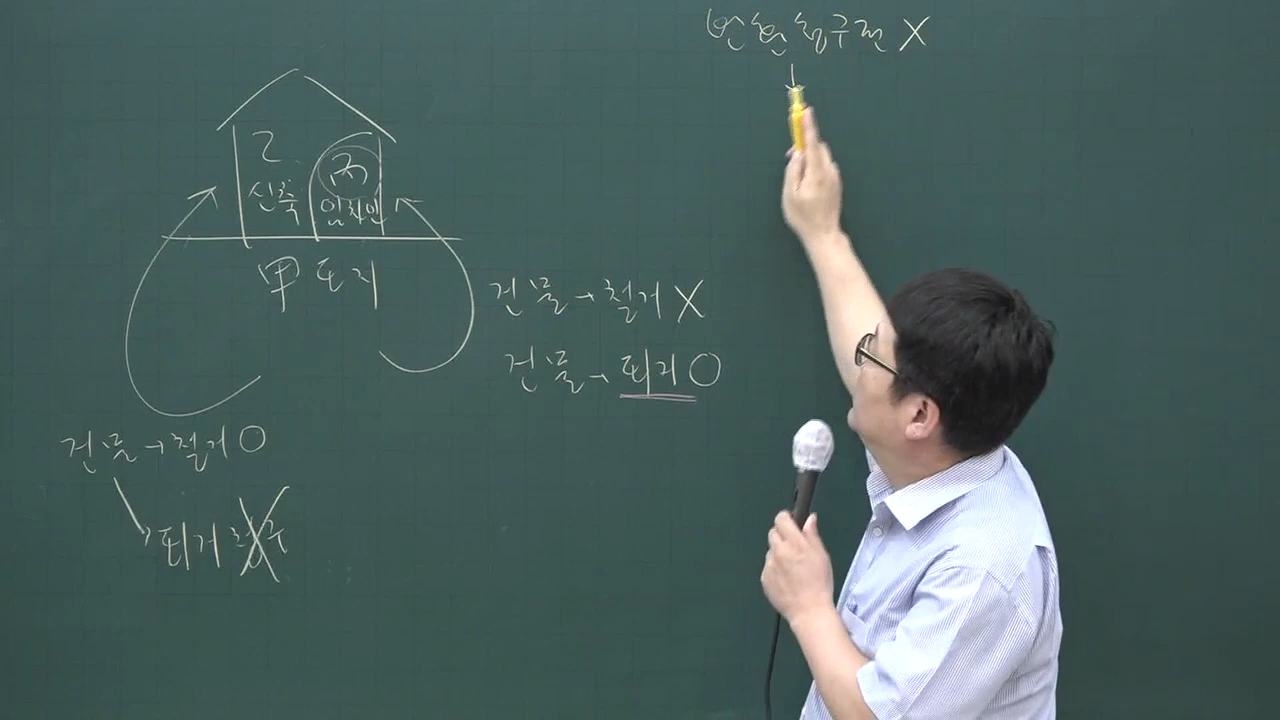 반환청구권 X
乙 丙
신축 임차인
甲 토지
건물→철거 X
건물→퇴거 O
건물→철거 O
퇴거청구